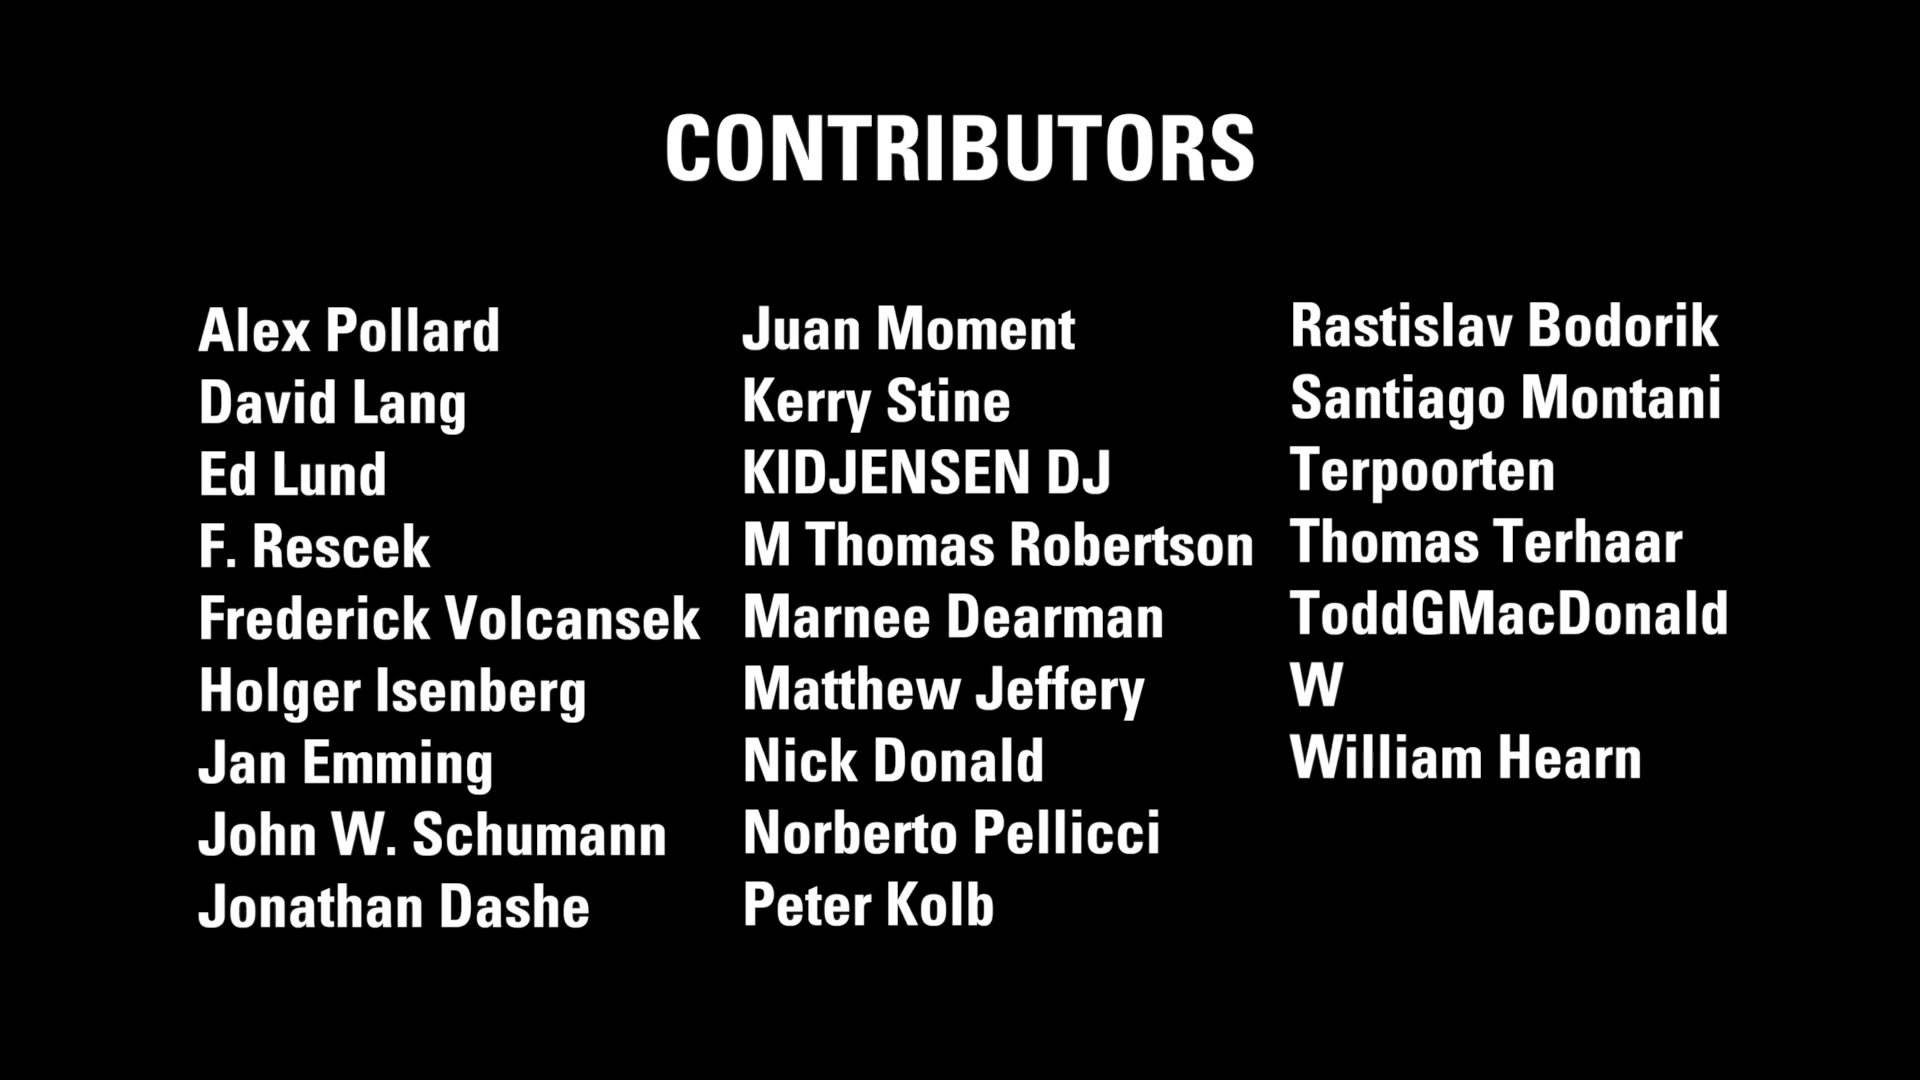 CONTRIBUTORS
Alex Pollard
David Lang
Ed Lund
F. Rescek
Frederick Volcansek
Holger Isenberg
Jan Emming
John W. Schumann
Jonathan Dashe
Juan Moment
Kerry Stine
KIDJENSEN DJ
M Thomas Robertson
Marnee Dearman
Matthew Jeffery
Nick Donald
Norberto Pellicci
Peter Kolb
Rastislav Bodorik
Santiago Montani
Terpoorten
Thomas Terhaar
ToddGMacDonald
W
William Hearn